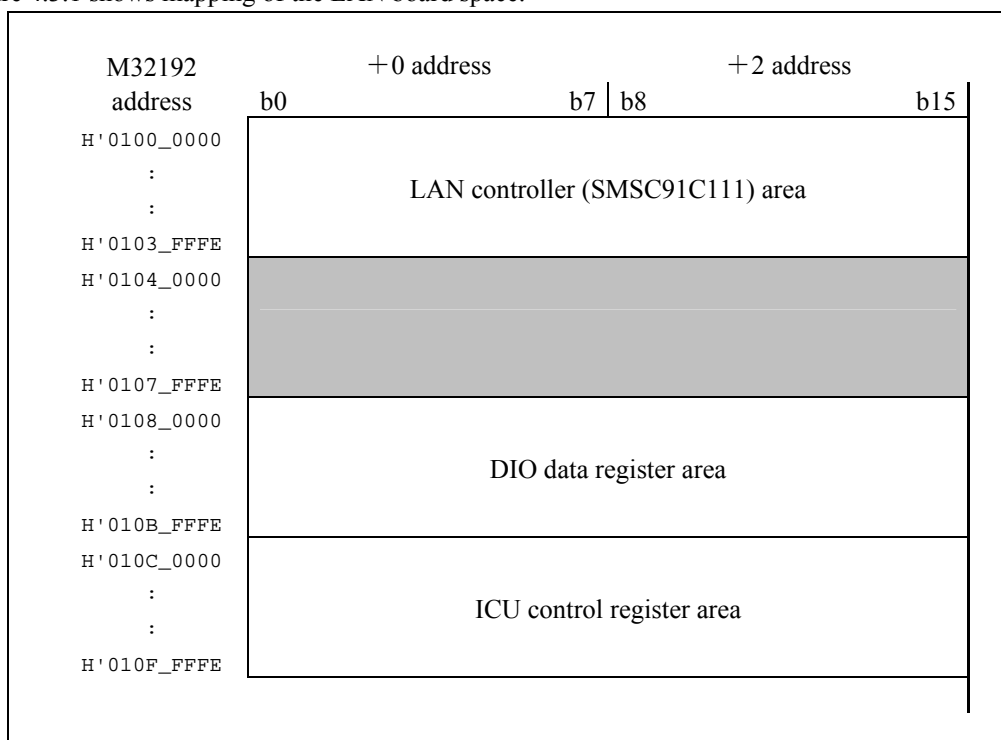 4.3.1 shows mapping of the LAN board space.
M32192 address
+0 address
+2 address
b0 b7 b8 b15
H'0100_0000
:
:
H'0103_FFFE
LAN controller (SMSC91C111) area
H'0104_0000
:
:
H'0107_FFFE
H'0108_0000
:
:
H'010B_FFFE
DIO data register area
H'010C_0000
:
:
H'010F_FFFE
ICU control register area